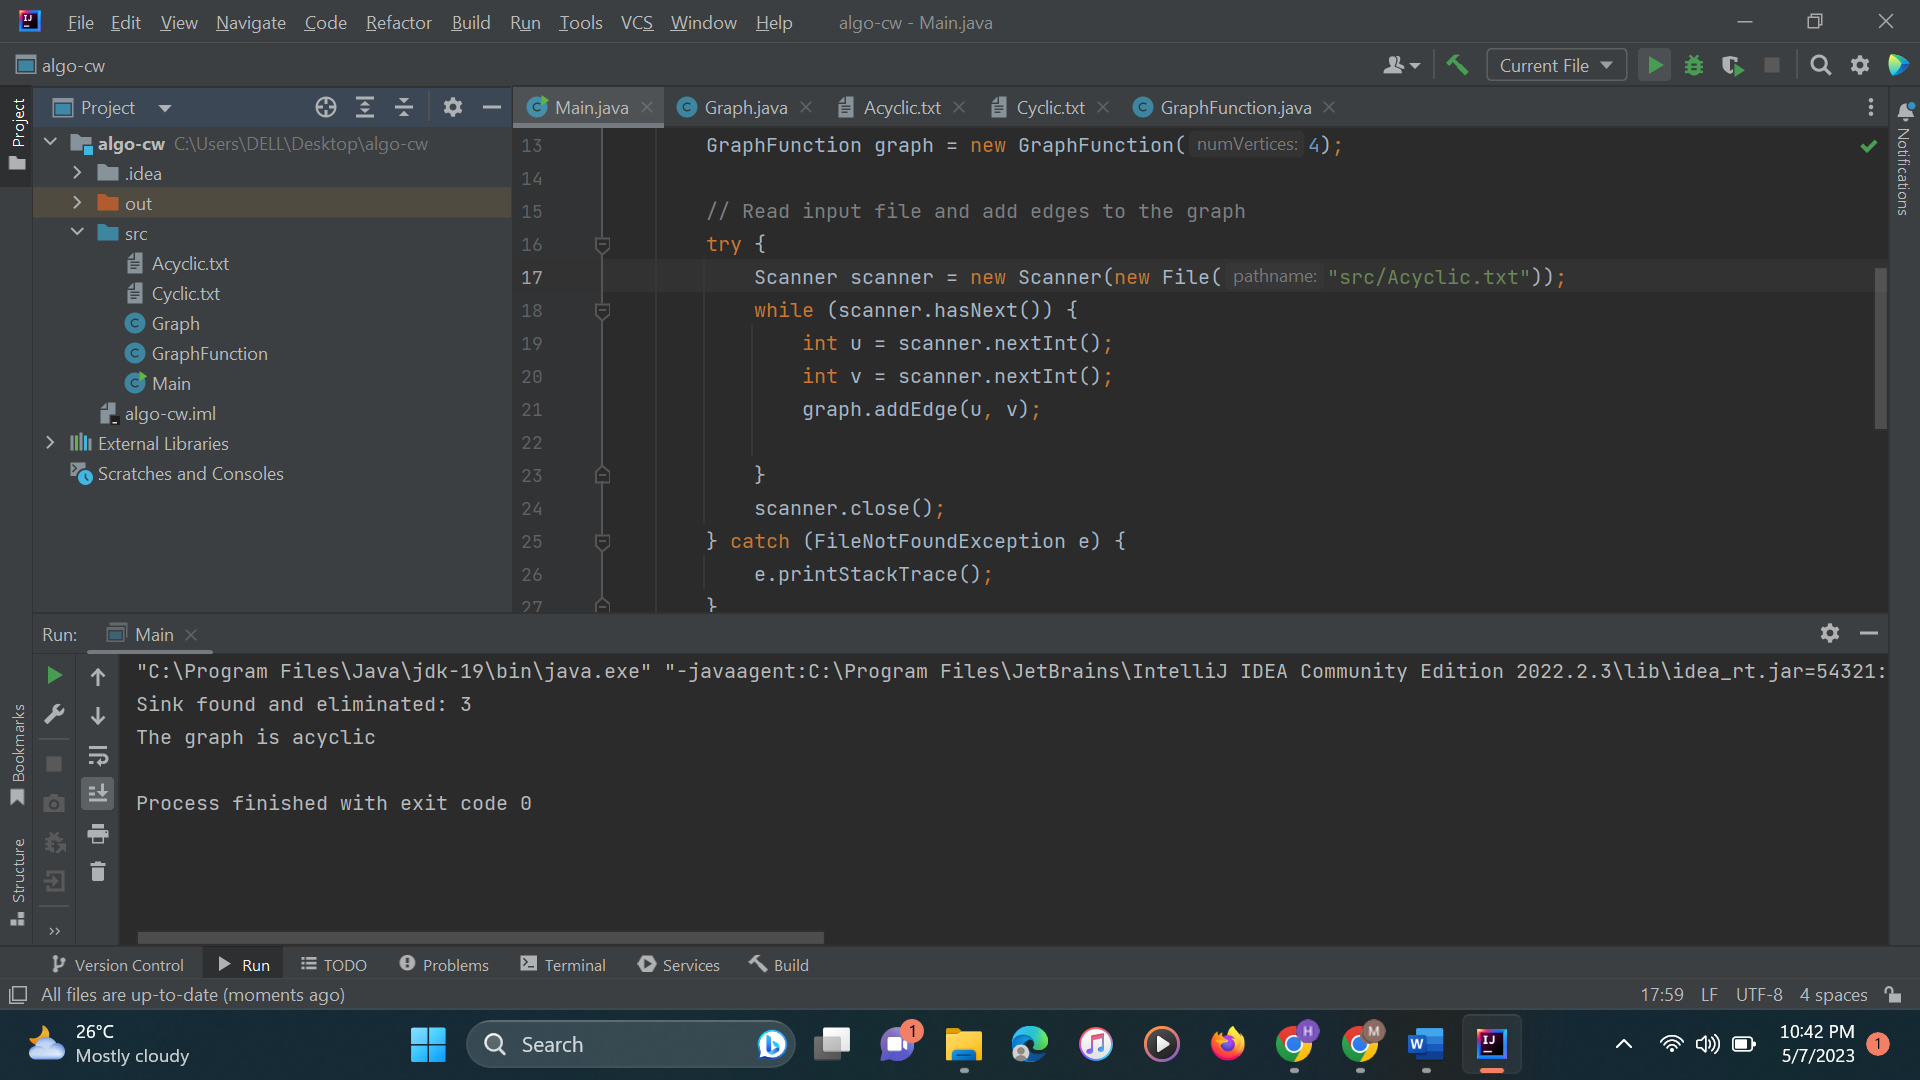 File Edit View Navigate Code Refactor Build Run Tools VCS Window Help algo-cw - Main.java
algo-cw
Current File
Project
Project
Main.java
Graph.java
Acyclic.txt
Cyclic.txt
GraphFunction.java
Notifications
algo-cw C:\Users\DELL\Desktop\algo-cw
.idea
out
src
Acyclic.txt
Cyclic.txt
Graph
GraphFunction
Main
algo-cw.iml
External Libraries
Scratches and Consoles
13 GraphFunction graph = new GraphFunction( numVertices: 4);
14
15 // Read input file and add edges to the graph
16 try {
17 Scanner scanner = new Scanner(new File( pathname: "src/Acyclic.txt"));
18 while (scanner.hasNext()) {
19 int u = scanner.nextInt();
20 int v = scanner.nextInt();
21 graph.addEdge(u, v);
22
23 }
24 scanner.close();
25 } catch (FileNotFoundException e) {
26 e.printStackTrace();
27 }
Run: Main
"C:\Program Files\Java\jdk-19\bin\java.exe" "-javaagent:C:\Program Files\JetBrains\IntelliJ IDEA Community Edition 2022.2.3\lib\idea_rt.jar=54321:
Sink found and eliminated: 3
The graph is acyclic
Process finished with exit code 0
Bookmarks
Structure
Version Control Run TODO Problems Terminal Services Build
All files are up-to-date (moments ago) 17:59 LF UTF-8 4 spaces
26°C
Mostly cloudy
Search
1
H
M
W
IJ
10:42 PM
5/7/2023
1